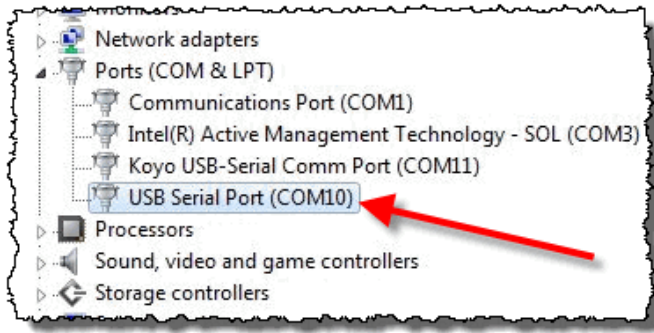 Network adapters
Ports (COM & LPT)
Communications Port (COM1)
Intel(R) Active Management Technology - SOL (COM3)
Koyo USB-Serial Comm Port (COM11)
USB Serial Port (COM10)
Processors
Sound, video and game controllers
Storage controllers